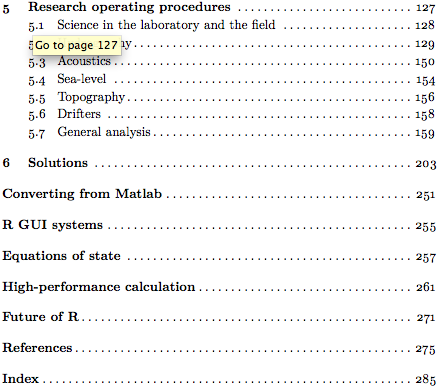 5 Research operating procedures 127
5.1 Science in the laboratory and the field 128
5 Go to page 127 y 129
5.3 Acoustics 150
5.4 Sea-level 154
5.5 Topography 156
5.6 Drifters 158
5.7 General analysis 159
6 Solutions 203
Converting from Matlab 251
R GUI systems 255
Equations of state 257
High-performance calculation 261
Future of R 271
References 275
Index 285